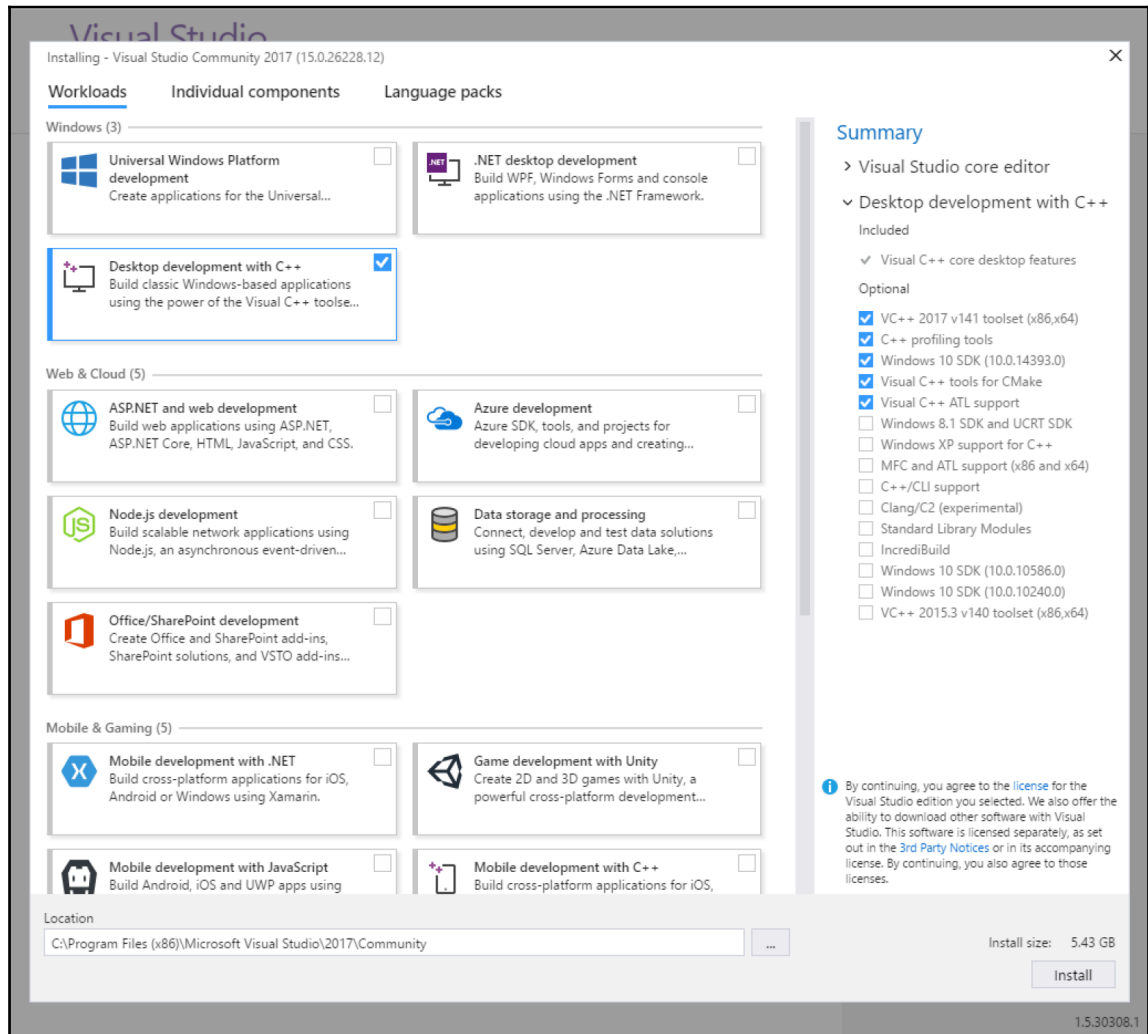 Visual Studio
Installing - Visual Studio Community 2017 (15.0.26228.12)
Workloads
Individual components
Language packs
Windows (3)
Universal Windows Platform
development
Create applications for the Universal...
.NET
.NET desktop development
Build WPF, Windows Forms and console
applications using the .NET Framework.
Desktop development with C++
Build classic Windows-based applications
using the power of the Visual C++ toolse...
Web & Cloud (5)
ASP.NET and web development
Build web applications using ASP.NET,
ASP.NET Core, HTML, JavaScript, and CSS.
Azure development
Azure SDK, tools, and projects for
developing cloud apps and creating...
JS
Node.js development
Build scalable network applications using
Node.js, an asynchronous event-driven...
Data storage and processing
Connect, develop and test data solutions
using SQL Server, Azure Data Lake,...
Office/SharePoint development
Create Office and SharePoint add-ins,
SharePoint solutions, and VSTO add-ins...
Mobile & Gaming (5)
Mobile development with .NET
Build cross-platform applications for iOS,
Android or Windows using Xamarin.
Game development with Unity
Create 2D and 3D games with Unity, a
powerful cross-platform development...
Mobile development with JavaScript
Build Android, iOS and UWP apps using
Mobile development with C++
Build cross-platform applications for iOS,
Summary
Visual Studio core editor
Desktop development with C++
Included
Visual C++ core desktop features
Optional
VC++ 2017 v141 toolset (x86,x64)
C++ profiling tools
Windows 10 SDK (10.0.14393.0)
Visual C++ tools for CMake
Visual C++ ATL support
Windows 8.1 SDK and UCRT SDK
Windows XP support for C++
MFC and ATL support (x86 and x64)
C++/CLI support
Clang/C2 (experimental)
Standard Library Modules
IncrediBuild
Windows 10 SDK (10.0.10586.0)
Windows 10 SDK (10.0.10240.0)
VC++ 2015.3 v140 toolset (x86,x64)
By continuing, you agree to the license for the
Visual Studio edition you selected. We also offer the
ability to download other software with Visual
Studio. This software is licensed separately, as set
out in the 3rd Party Notices or in its accompanying
license. By continuing, you also agree to those
licenses.
Location
C:\Program Files (x86)\Microsoft Visual Studio\2017\Community
...
Install size: 5.43 GB
Install
1.5.30308.1